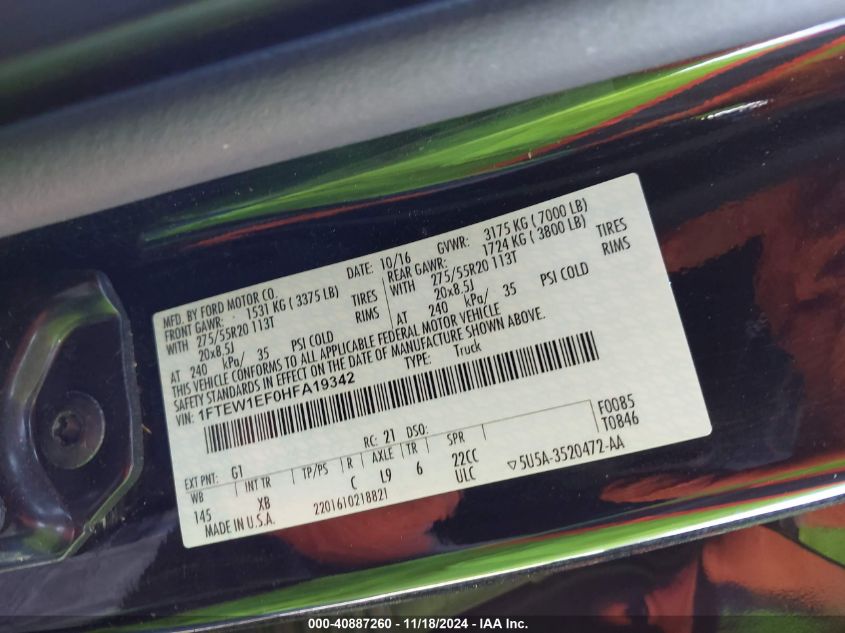 MFD. BY FORD MOTOR CO. DATE: 10/16 GVWR: 3175 KG ( 7000 LB)
FRONT GAWR: 1531 KG ( 3375 LB) REAR GAWR: 1724 KG ( 3800 LB)
WITH 275/55R20 113T TIRES WITH 275/55R20 113T TIRES
20x8.5J RIMS 20x8.5J RIMS
AT 240 kPa/ 35 PSI COLD AT 240 kPa/ 35 PSI COLD
THIS VEHICLE CONFORMS TO ALL APPLICABLE FEDERAL MOTOR VEHICLE
SAFETY STANDARDS IN EFFECT ON THE DATE OF MANUFACTURE SHOWN ABOVE.
VIN: 1FTEW1EF0HFA19342 TYPE: Truck
F0085
RC: 21 DSO: T0846
EXT PNT: G1
WB INT TR TP/PS R AXLE TR SPR
145 XB C L9 6 22CC ▽5U5A-3520472-AA
ULC
MADE IN U.S.A. 2201610218821
000-40887260 - 11/18/2024 - IAA Inc.